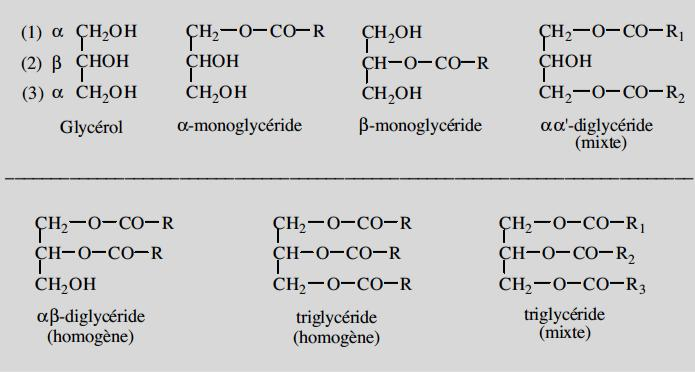 (1) α CH₂OH CH₂—O—CO—R CH₂OH CH₂—O—CO—R₁
(2) β CHOH CHOH CH—O—CO—R CHOH
(3) α CH₂OH CH₂OH CH₂OH CH₂—O—CO—R₂
Glycérol α-monoglycéride β-monoglycéride αα'-diglycéride
(mixte)
CH₂—O—CO—R CH₂—O—CO—R CH₂—O—CO—R₁
CH—O—CO—R CH—O—CO—R CH—O—CO—R₂
CH₂OH CH₂—O—CO—R CH₂—O—CO—R₃
αβ-diglycéride triglycéride triglycéride
(homogène) (homogène) (mixte)